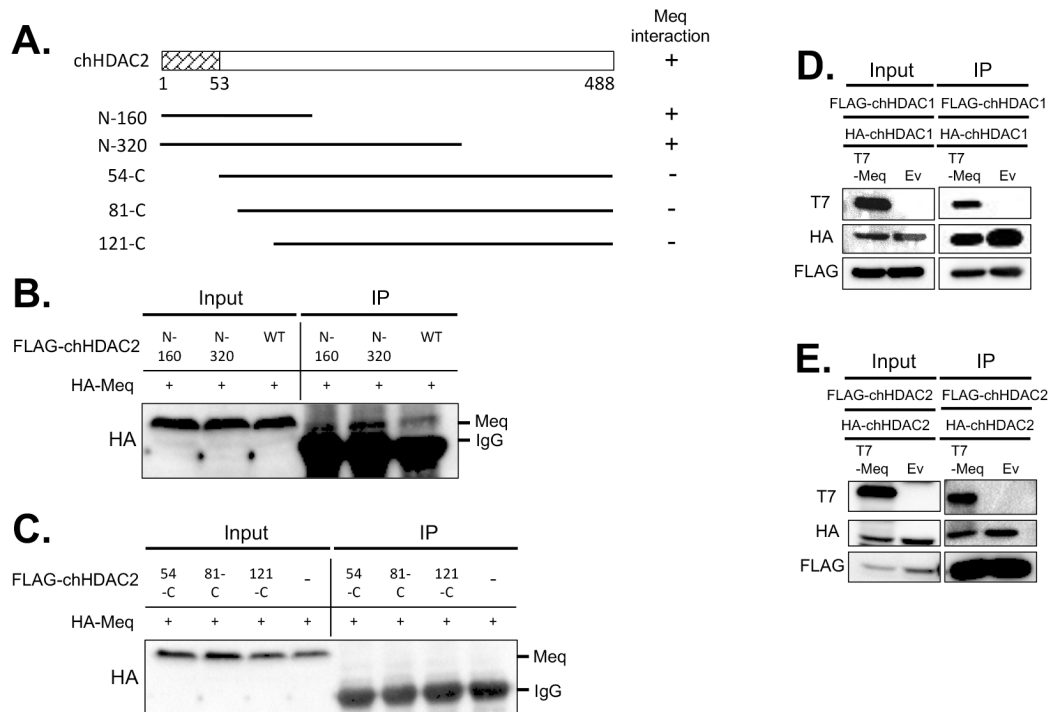 A.
Meq
interaction
chHDAC2 +
1 53 488
N-160 +
N-320 +
54-C -
81-C -
121-C -
B.
Input IP
FLAG-chHDAC2 N-160 N-320 WT N-160 N-320 WT
HA-Meq + + + + + +
HA Meq
IgG
C.
Input IP
FLAG-chHDAC2 54-C 81-C 121-C - 54-C 81-C 121-C -
HA-Meq + + + + + + + +
HA Meq
IgG
D.
Input IP
FLAG-chHDAC1 FLAG-chHDAC1
HA-chHDAC1 HA-chHDAC1
T7 T7
-Meq Ev -Meq Ev
T7
HA
FLAG
E.
Input IP
FLAG-chHDAC2 FLAG-chHDAC2
HA-chHDAC2 HA-chHDAC2
T7 T7
-Meq Ev -Meq Ev
T7
HA
FLAG